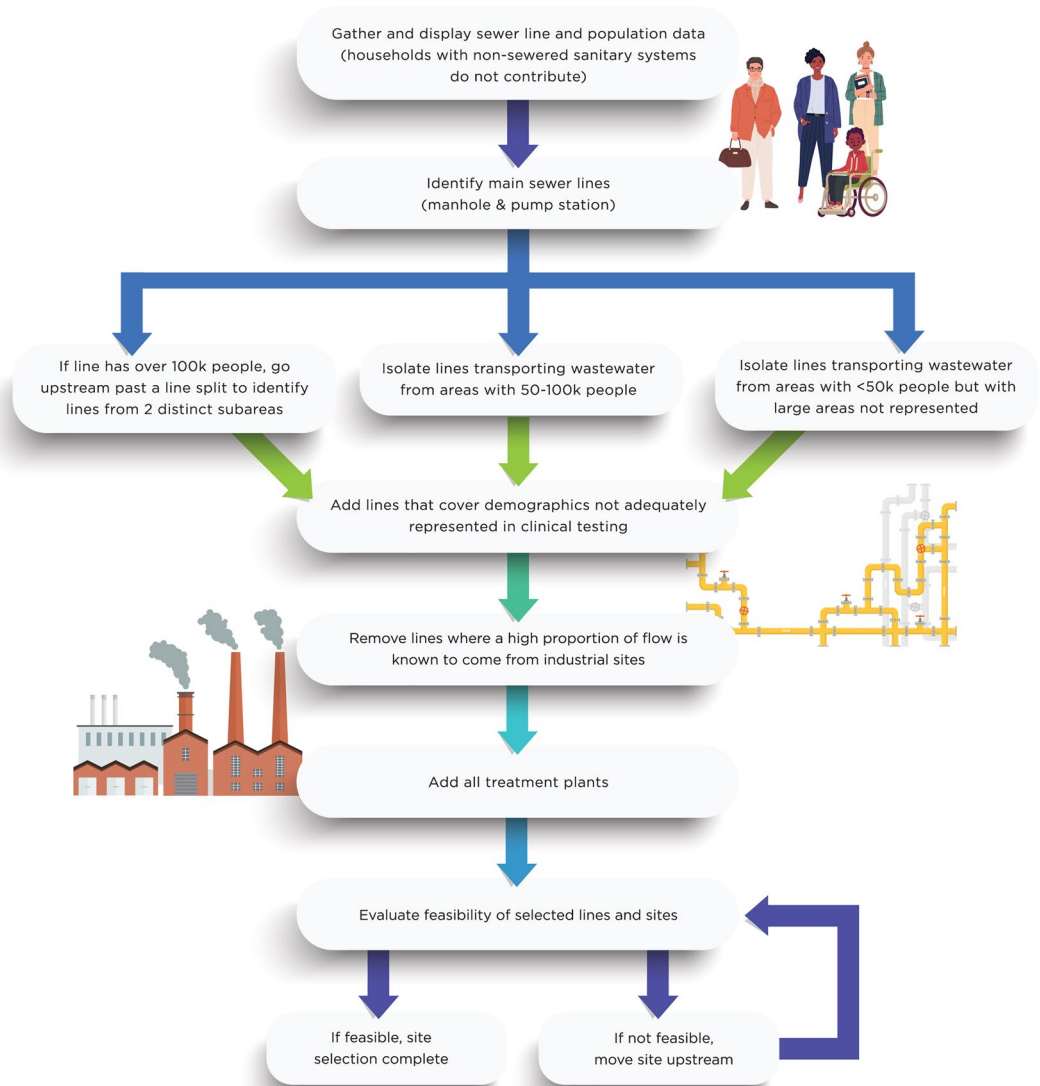 Gather and display sewer line and population data
(households with non-sewered sanitary systems
do not contribute)
Identify main sewer lines
(manhole & pump station)
If line has over 100k people, go
upstream past a line split to identify
lines from 2 distinct subareas
Isolate lines transporting wastewater
from areas with 50-100k people
Isolate lines transporting wastewater
from areas with <50k people but with
large areas not represented
Add lines that cover demographics not adequately
represented in clinical testing
Remove lines where a high proportion of flow is
known to come from industrial sites
Add all treatment plants
Evaluate feasibility of selected lines and sites
If feasible, site
selection complete
If not feasible,
move site upstream